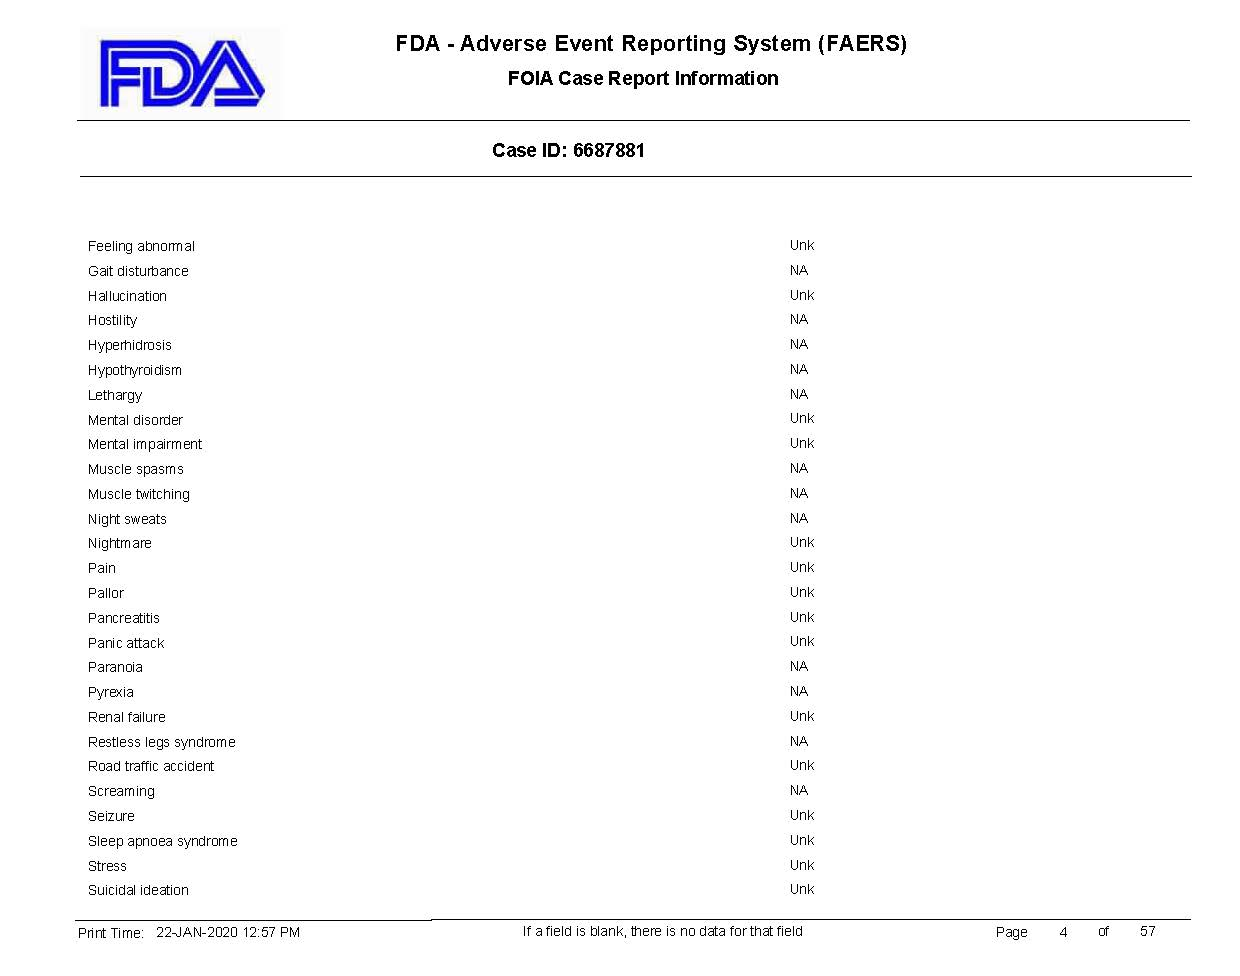 FDA
FDA - Adverse Event Reporting System (FAERS)
FOIA Case Report Information
Case ID: 6687881
Feeling abnormal Unk
Gait disturbance NA
Hallucination Unk
Hostility NA
Hyperhidrosis NA
Hypothyroidism NA
Lethargy NA
Mental disorder Unk
Mental impairment Unk
Muscle spasms NA
Muscle twitching NA
Night sweats NA
Nightmare Unk
Pain Unk
Pallor Unk
Pancreatitis Unk
Panic attack Unk
Paranoia NA
Pyrexia NA
Renal failure Unk
Restless legs syndrome NA
Road traffic accident Unk
Screaming NA
Seizure Unk
Sleep apnoea syndrome Unk
Stress Unk
Suicidal ideation Unk
Print Time: 22-JAN-2020 12:57 PM If a field is blank, there is no data for that field Page 4 of 57